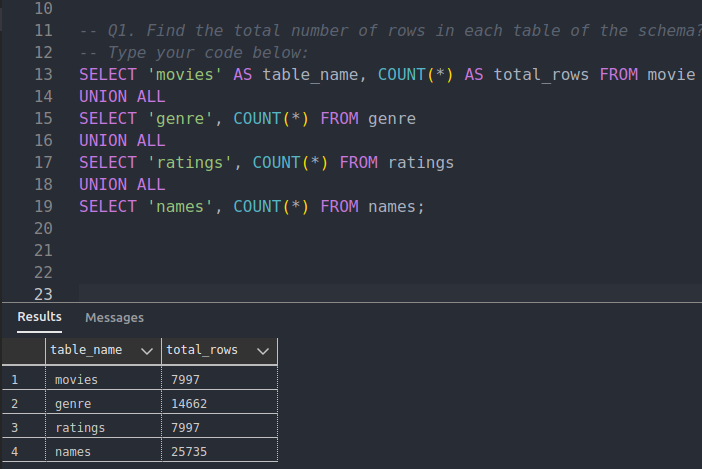 10
11 -- Q1. Find the total number of rows in each table of the schema?
12 -- Type your code below:
13 SELECT 'movies' AS table_name, COUNT(*) AS total_rows FROM movie
14 UNION ALL
15 SELECT 'genre', COUNT(*) FROM genre
16 UNION ALL
17 SELECT 'ratings', COUNT(*) FROM ratings
18 UNION ALL
19 SELECT 'names', COUNT(*) FROM names;
20
21
22
23
Results Messages
table_name total_rows
1 movies 7997
2 genre 14662
3 ratings 7997
4 names 25735